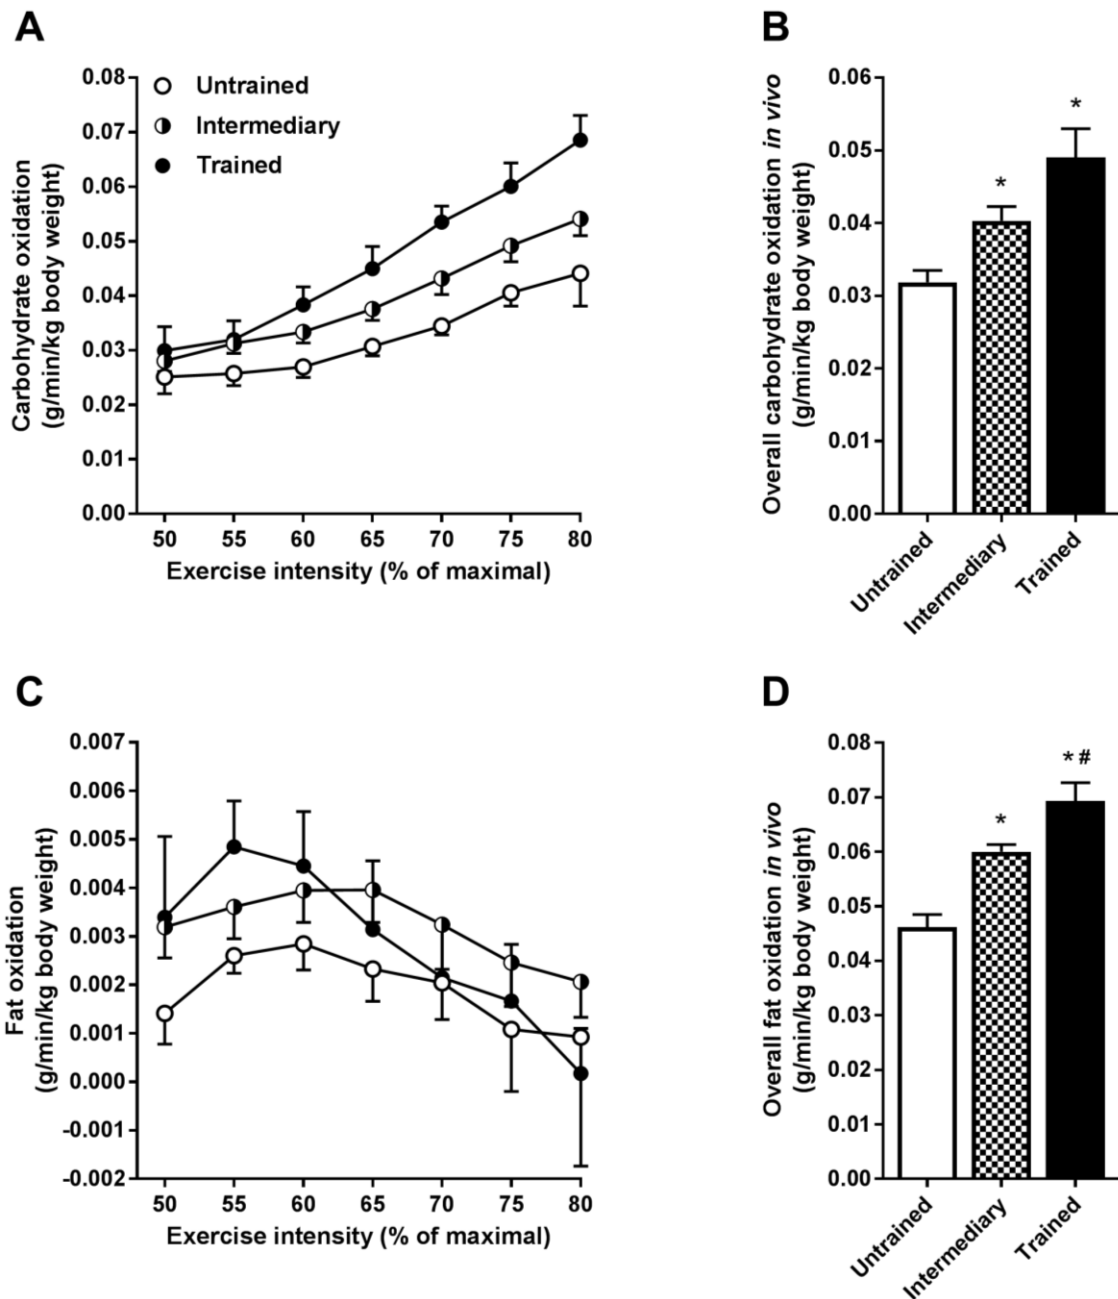 A
Carbohydrate oxidation
(g/min/kg body weight)
0.08
0.07
0.06
0.05
0.04
0.03
0.02
0.01
0.00
Untrained
Intermediary
Trained
50 55 60 65 70 75 80
Exercise intensity (% of maximal)
B
Overall carbohydrate oxidation in vivo
(g/min/kg body weight)
0.06
0.05
0.04
0.03
0.02
0.01
0.00
*
*
Untrained
Intermediary
Trained
C
Fat oxidation
(g/min/kg body weight)
0.007
0.006
0.005
0.004
0.003
0.002
0.001
0.000
-0.001
-0.002
50 55 60 65 70 75 80
Exercise intensity (% of maximal)
D
Overall fat oxidation in vivo
(g/min/kg body weight)
0.08
0.07
0.06
0.05
0.04
0.03
0.02
0.01
0.00
*
* #
Untrained
Intermediary
Trained